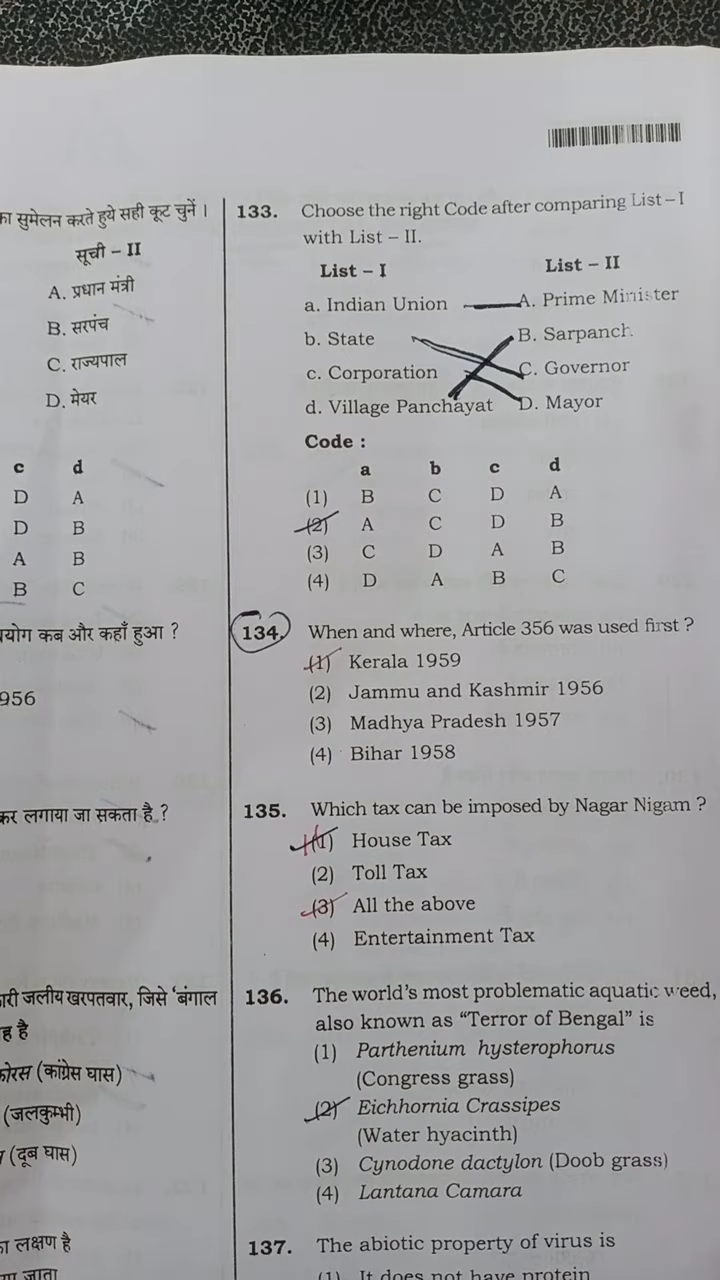 का सुमेलन करते हुये सही कूट चुनें ।
सूची – II
A. प्रधान मंत्री
B. सरपंच
C. राज्यपाल
D. मेयर
c d
D A
D B
A B
B C
कब और कहाँ हुआ ?
956
कर लगाया जा सकता है ?
जलीय खरपतवार, जिसे 'बंगाल
है
(कांग्रेस घास)
(जलकुम्भी)
(दूब घास)
का लक्षण है
जाता
133. Choose the right Code after comparing List – I
with List – II.
List – I List – II
a. Indian Union A. Prime Minister
b. State B. Sarpanch
c. Corporation C. Governor
d. Village Panchayat D. Mayor
Code :
a b c d
(1) B C D A
(2) A C D B
(3) C D A B
(4) D A B C
134. When and where, Article 356 was used first ?
(1) Kerala 1959
(2) Jammu and Kashmir 1956
(3) Madhya Pradesh 1957
(4) Bihar 1958
135. Which tax can be imposed by Nagar Nigam ?
(1) House Tax
(2) Toll Tax
(3) All the above
(4) Entertainment Tax
136. The world's most problematic aquatic weed,
also known as "Terror of Bengal" is
(1) Parthenium hysterophorus
(Congress grass)
(2) Eichhornia Crassipes
(Water hyacinth)
(3) Cynodone dactylon (Doob grass)
(4) Lantana Camara
137. The abiotic property of virus is
(1) It does not have protein